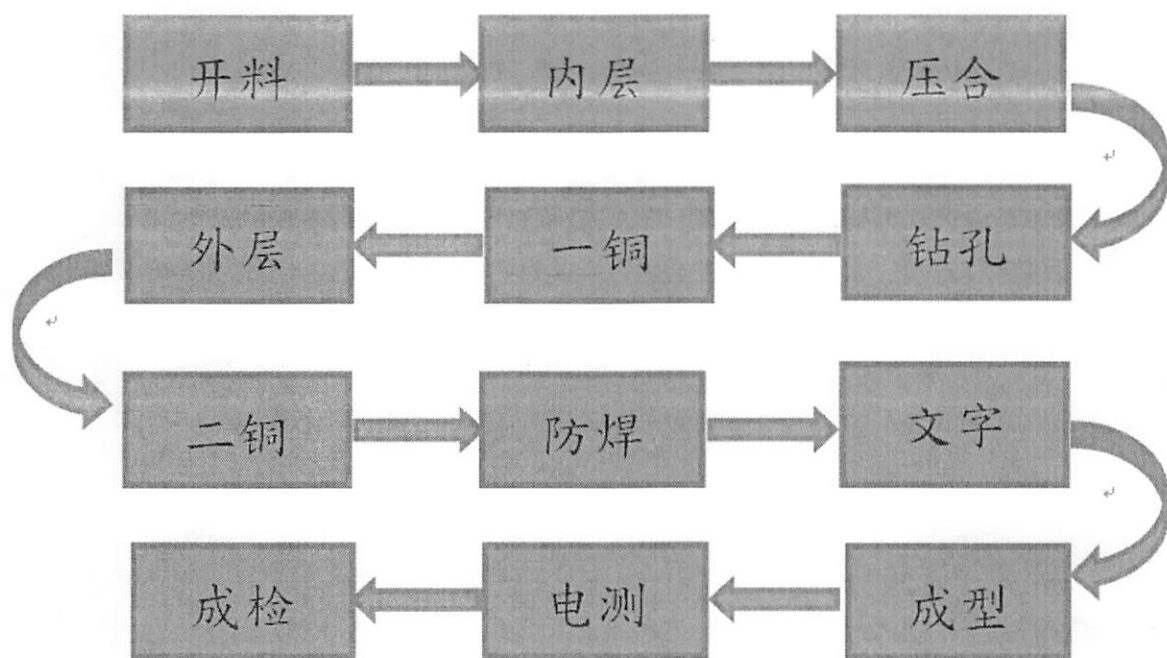 开料 内层 压合
外层 一铜 钻孔
二铜 防焊 文字
成检 电测 成型